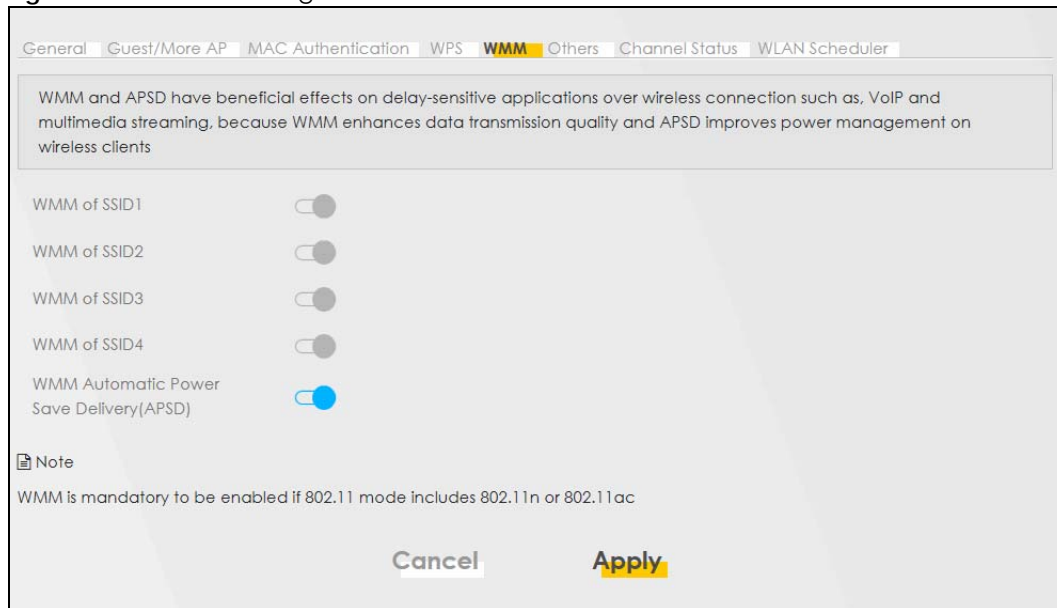 General Guest/More AP MAC Authentication WPS WMM Others Channel Status WLAN Scheduler
WMM and APSD have beneficial effects on delay-sensitive applications over wireless connection such as, VoIP and
multimedia streaming, because WMM enhances data transmission quality and APSD improves power management on
wireless clients
WMM of SSID1
WMM of SSID2
WMM of SSID3
WMM of SSID4
WMM Automatic Power
Save Delivery(APSD)
Note
WMM is mandatory to be enabled if 802.11 mode includes 802.11n or 802.11ac
Cancel Apply